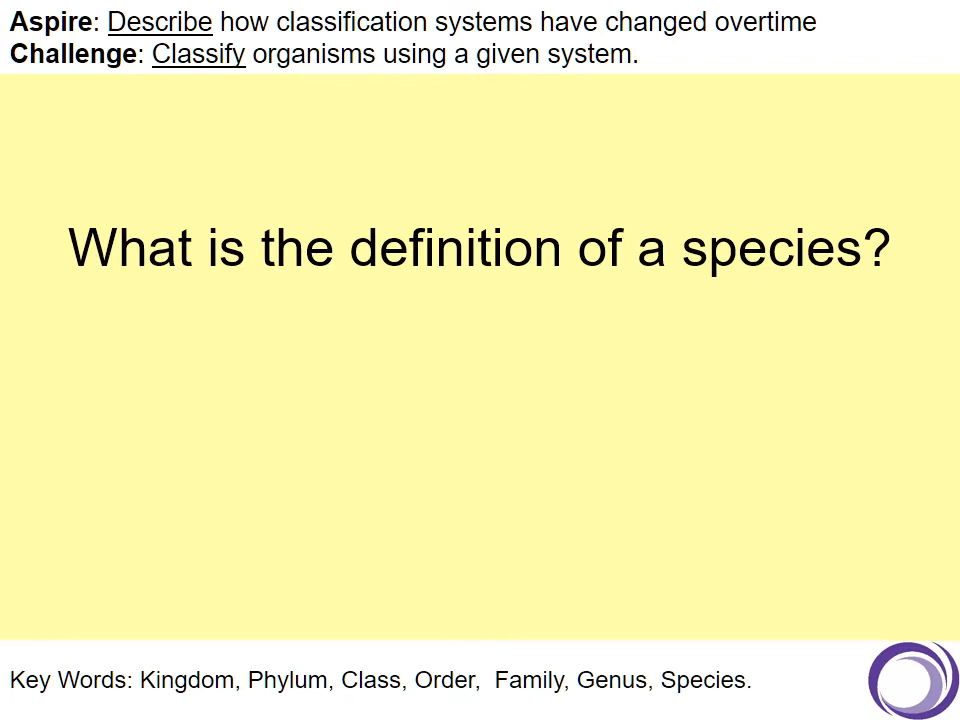 Aspire: Describe how classification systems have changed overtime
Challenge: Classify organisms using a given system.
What is the definition of a species?
Key Words: Kingdom, Phylum, Class, Order,  Family, Genus, Species.